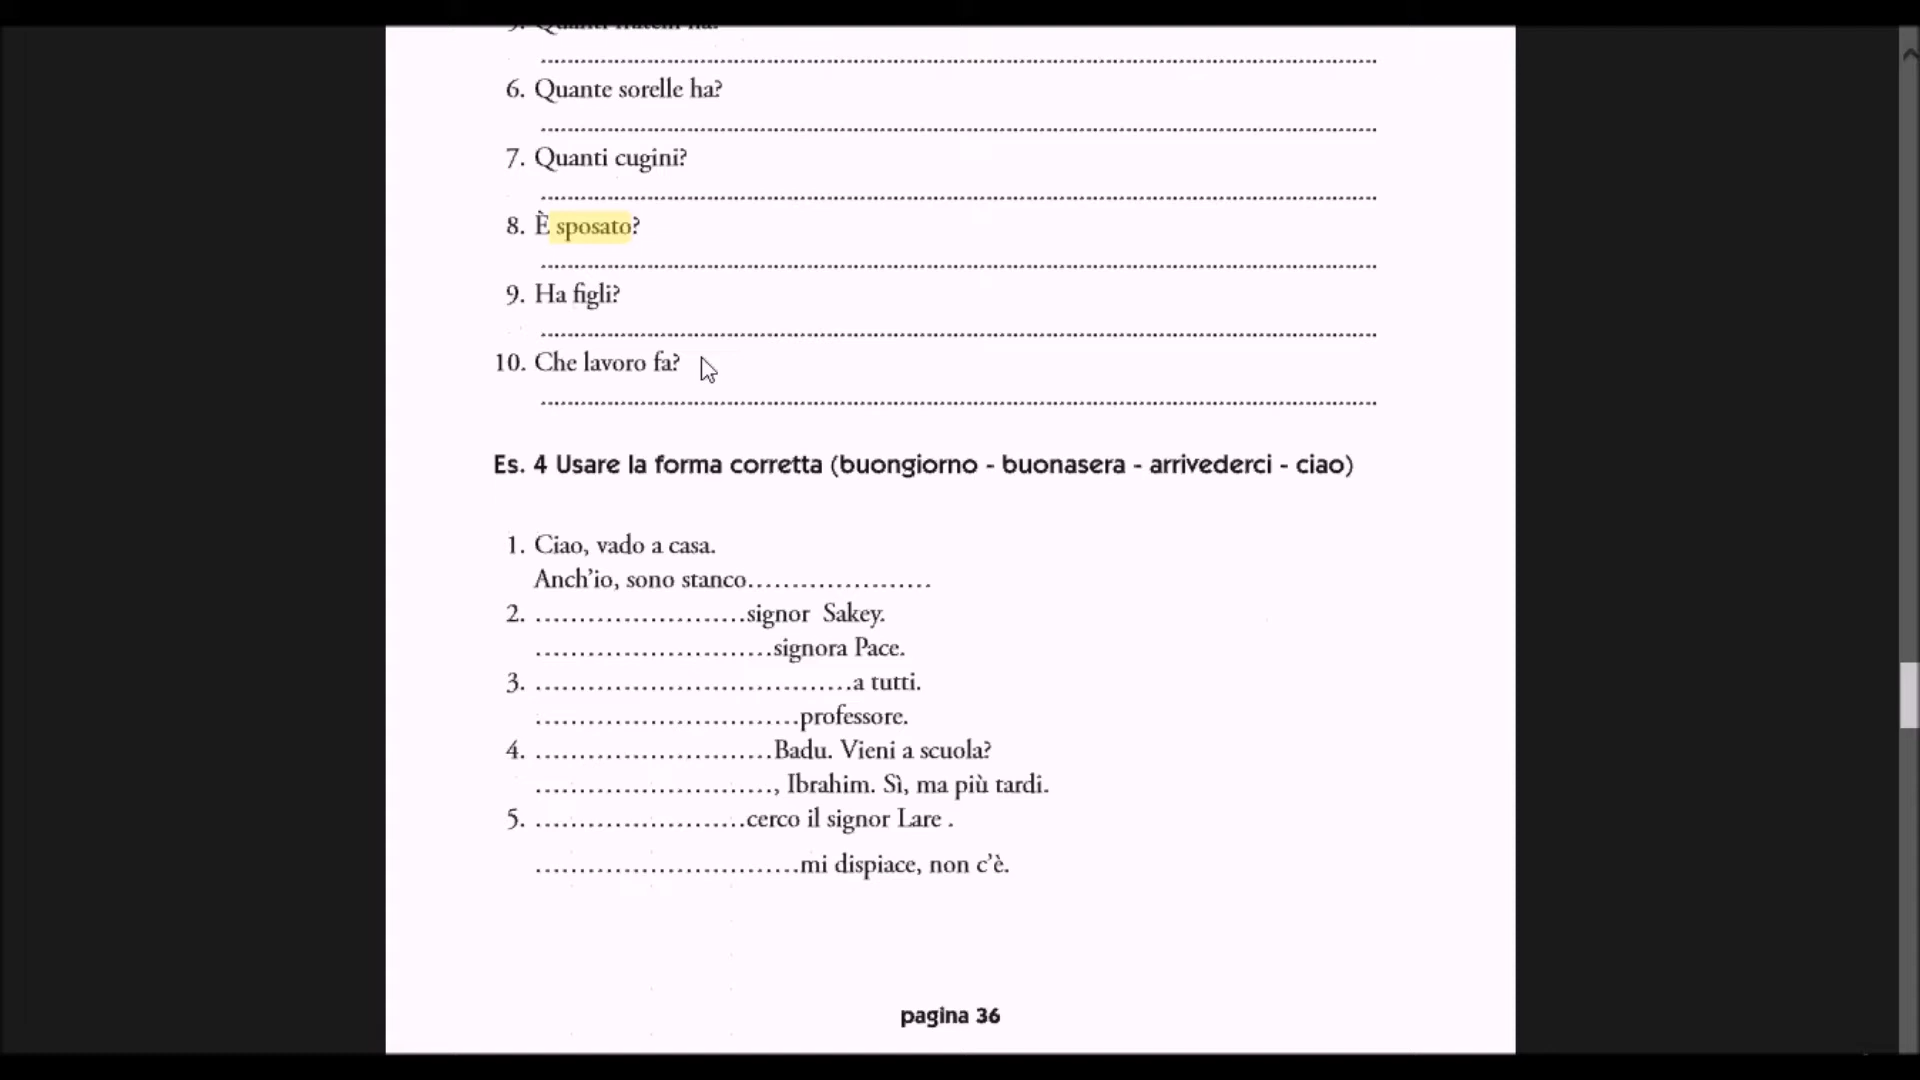 6. Quante sorelle ha?
7. Quanti cugini?
8. È sposato?
9. Ha figli?
10. Che lavoro fa?
Es. 4 Usare la forma corretta (buongiorno - buonasera - arrivederci - ciao)
1. Ciao, vado a casa.
Anch'io, sono stanco.....................
2. ........................signor Sakey.
...........................signora Pace.
3. ....................................a tutti.
..............................professore.
4. ...........................Badu. Vieni a scuola?
..........................., Ibrahim. Sì, ma più tardi.
5. ........................cerco il signor Lare .
..............................mi dispiace, non c'è.
pagina 36